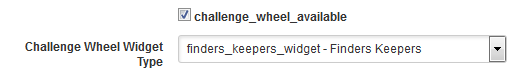 challenge_wheel_available
Challenge Wheel Widget
Type
finders_keepers_widget - Finders Keepers